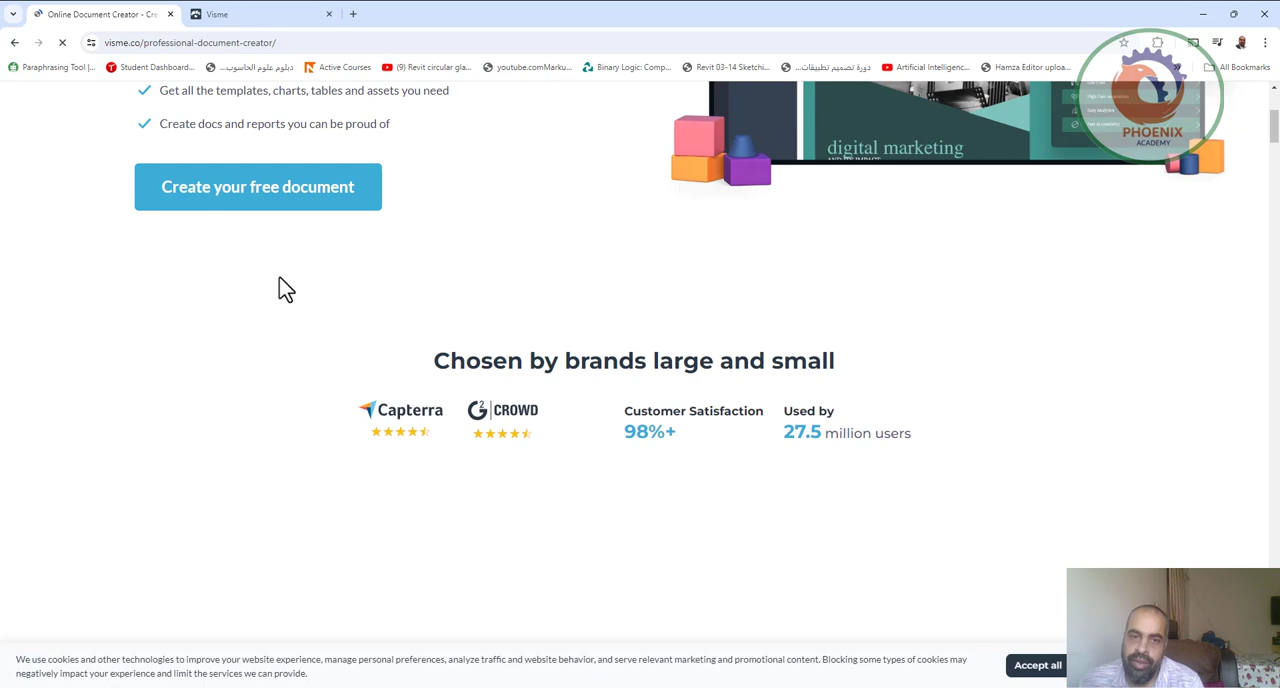 Online Document Creator - Cre
Visme
visme.co/professional-document-creator/
Paraphrasing Tool |...
Student Dashboard...
دبلوم علوم الحاسوب...
Active Courses
(9) Revit circular gla...
youtube.comMarku...
Binary Logic: Comp...
Revit 03-14 Sketchi...
دورة تصميم تطبيقات...
Artificial Intelligenc...
Hamza Editor uploa...
All Bookmarks
Get all the templates, charts, tables and assets you need
Create docs and reports you can be proud of
Create your free document
digital marketing
PHOENIX
ACADEMY
Chosen by brands large and small
Capterra
G2 CROWD
Customer Satisfaction
98%+
Used by
27.5 million users
We use cookies and other technologies to improve your website experience, manage personal preferences, analyze traffic and website behavior, and serve relevant marketing and promotional content. Blocking some types of cookies may
negatively impact your experience and limit the services we can provide.
Accept all